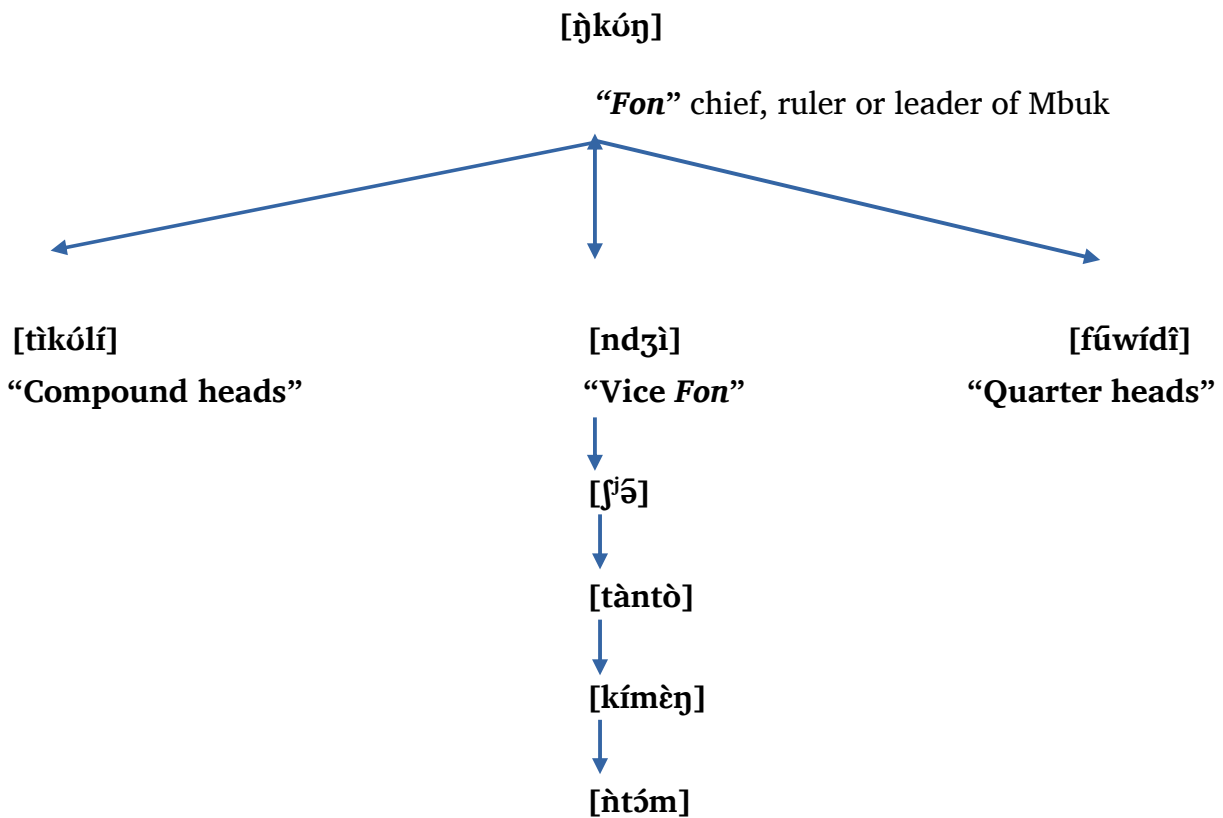 [ŋ̀kʊ́ŋ]
“Fon” chief, ruler or leader of Mbuk
[tìkʊ́lí] [ndʒì] [fū́wídî]
“Compound heads” “Vice Fon” “Quarter heads”
[ʃʲə̄́]
[tàntò]
[kímɛ̀ŋ]
[ǹtɔ́m]